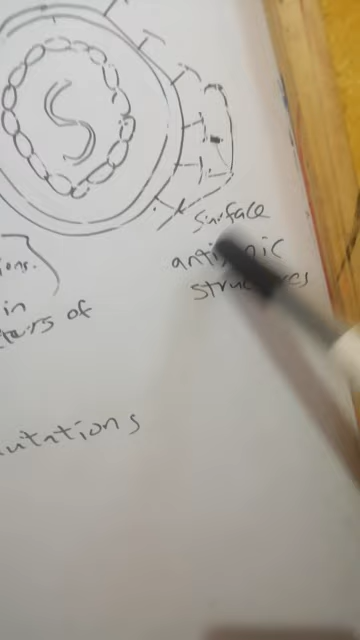 Surface
antigenic
structures
ions.
in
ters of
utations